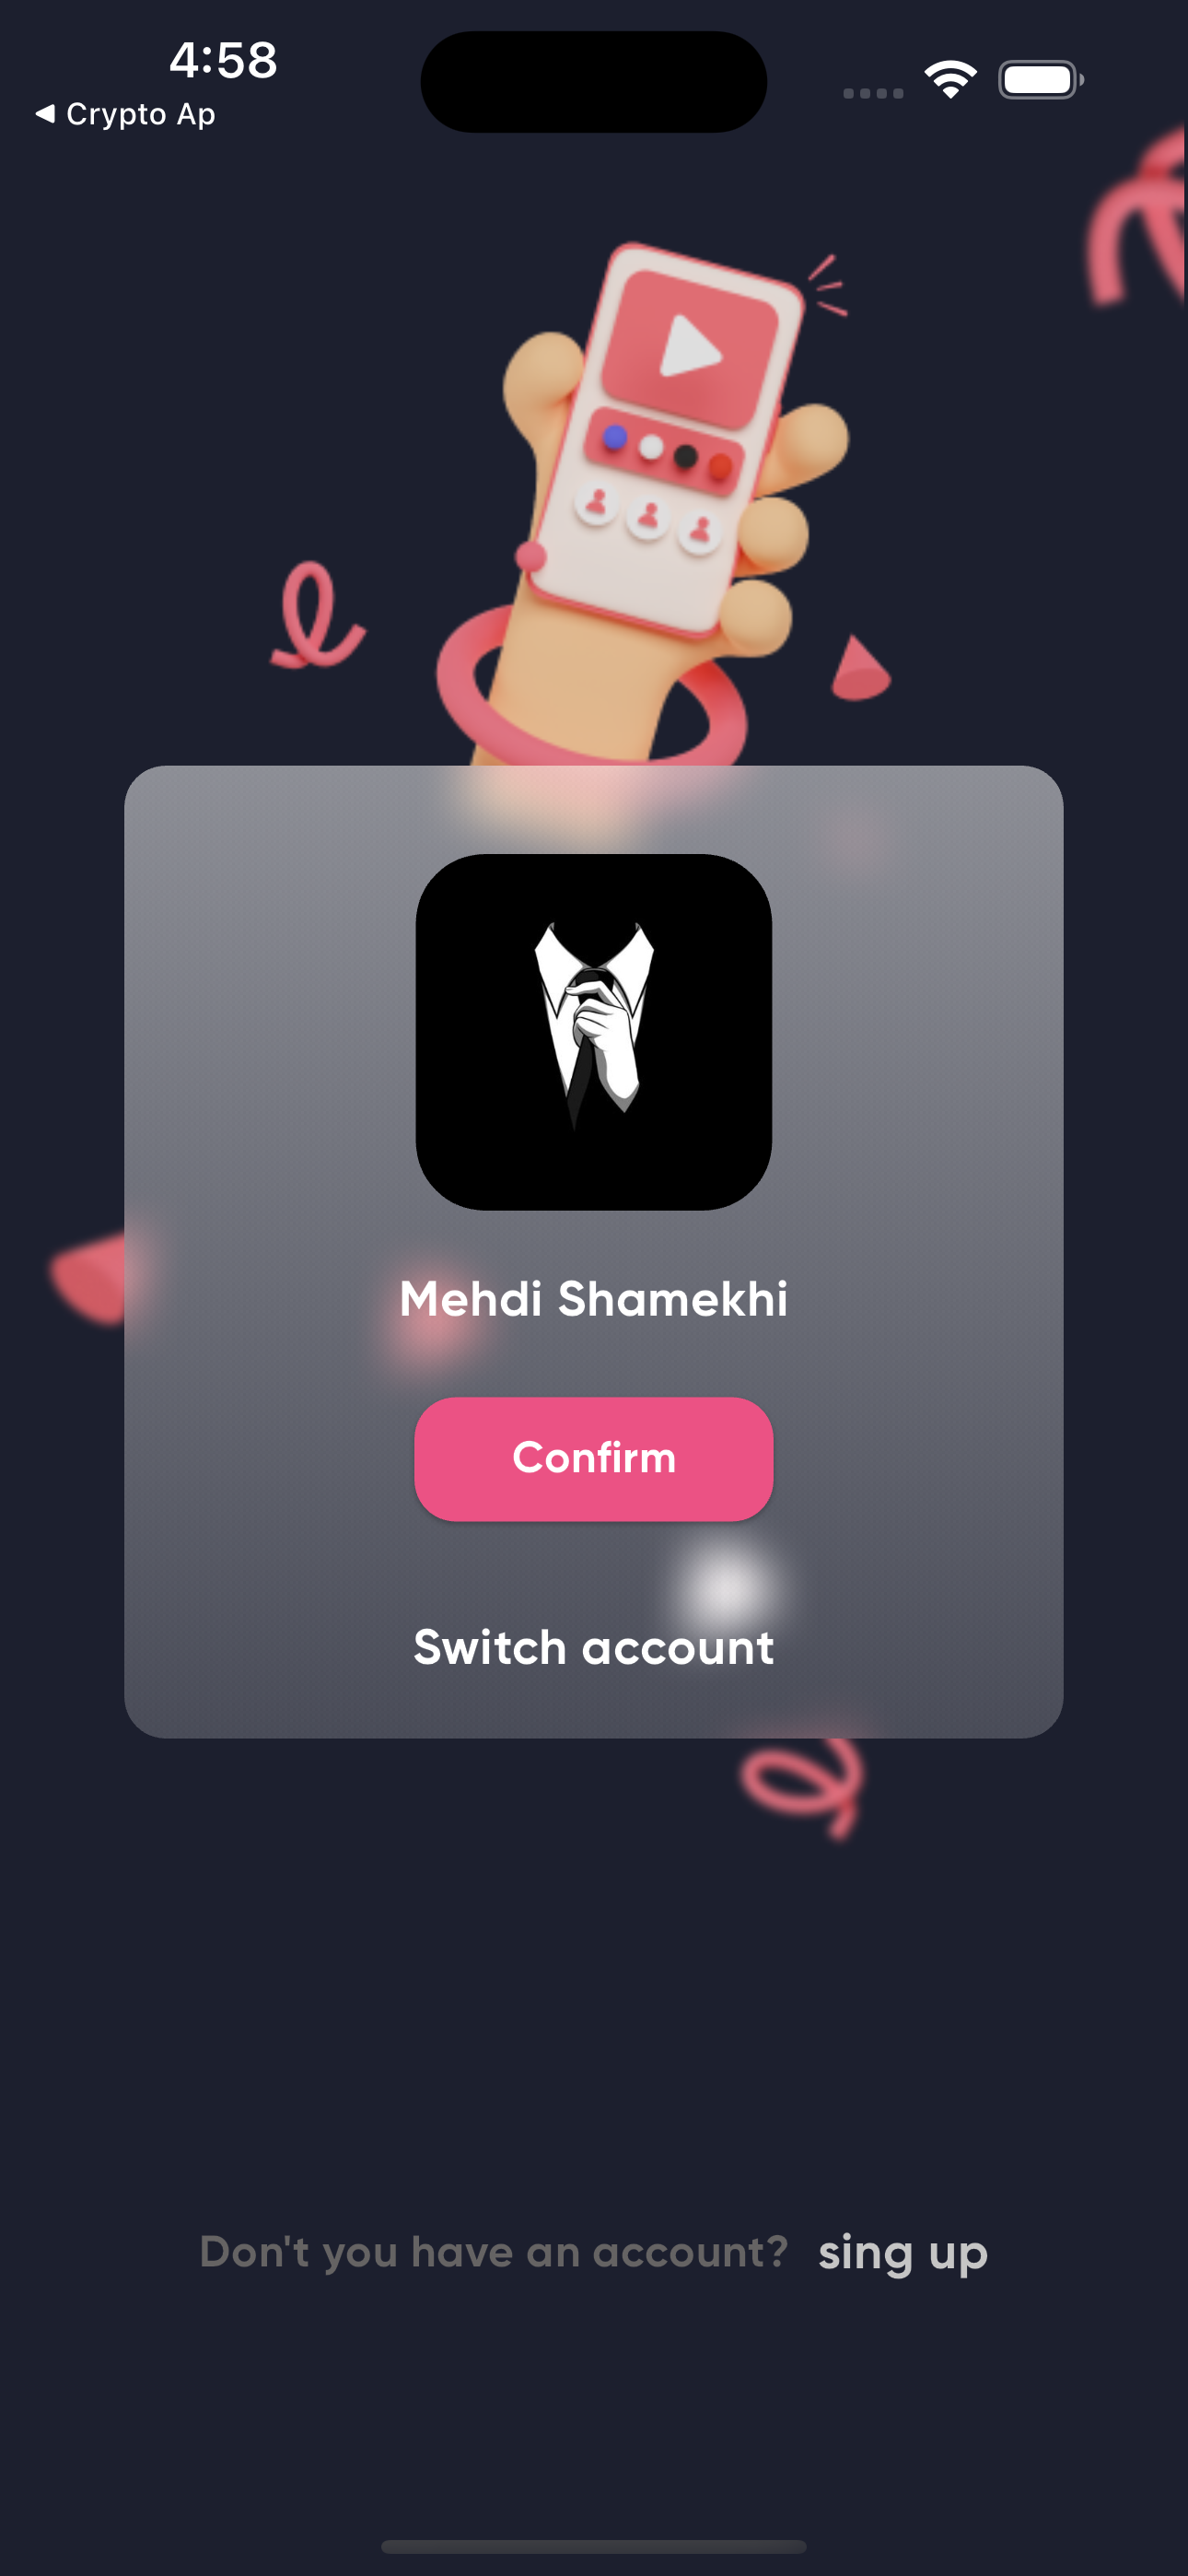 4:58
◀ Crypto Ap
Mehdi Shamekhi
Confirm
Switch account
Don't you have an account? sing up